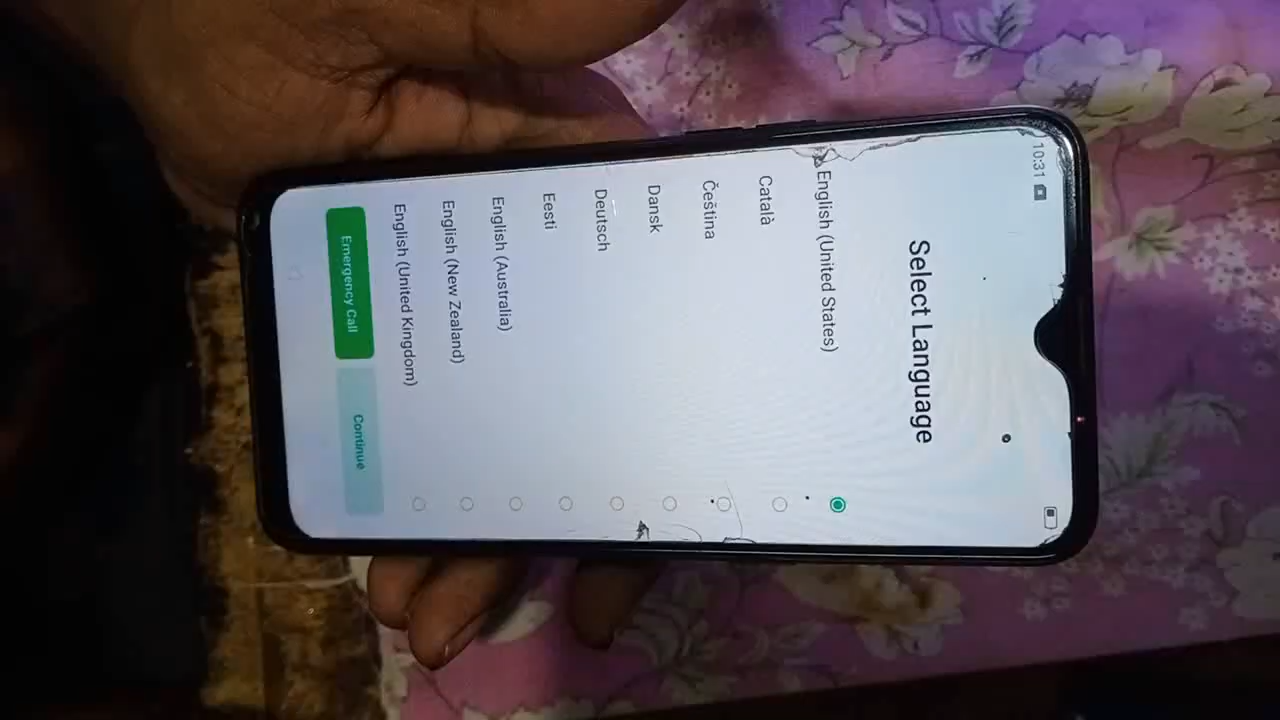 10:31
Select Language
English (United States)
Català
Čeština
Dansk
Deutsch
Eesti
English (Australia)
English (New Zealand)
English (United Kingdom)
Emergency Call
Continue